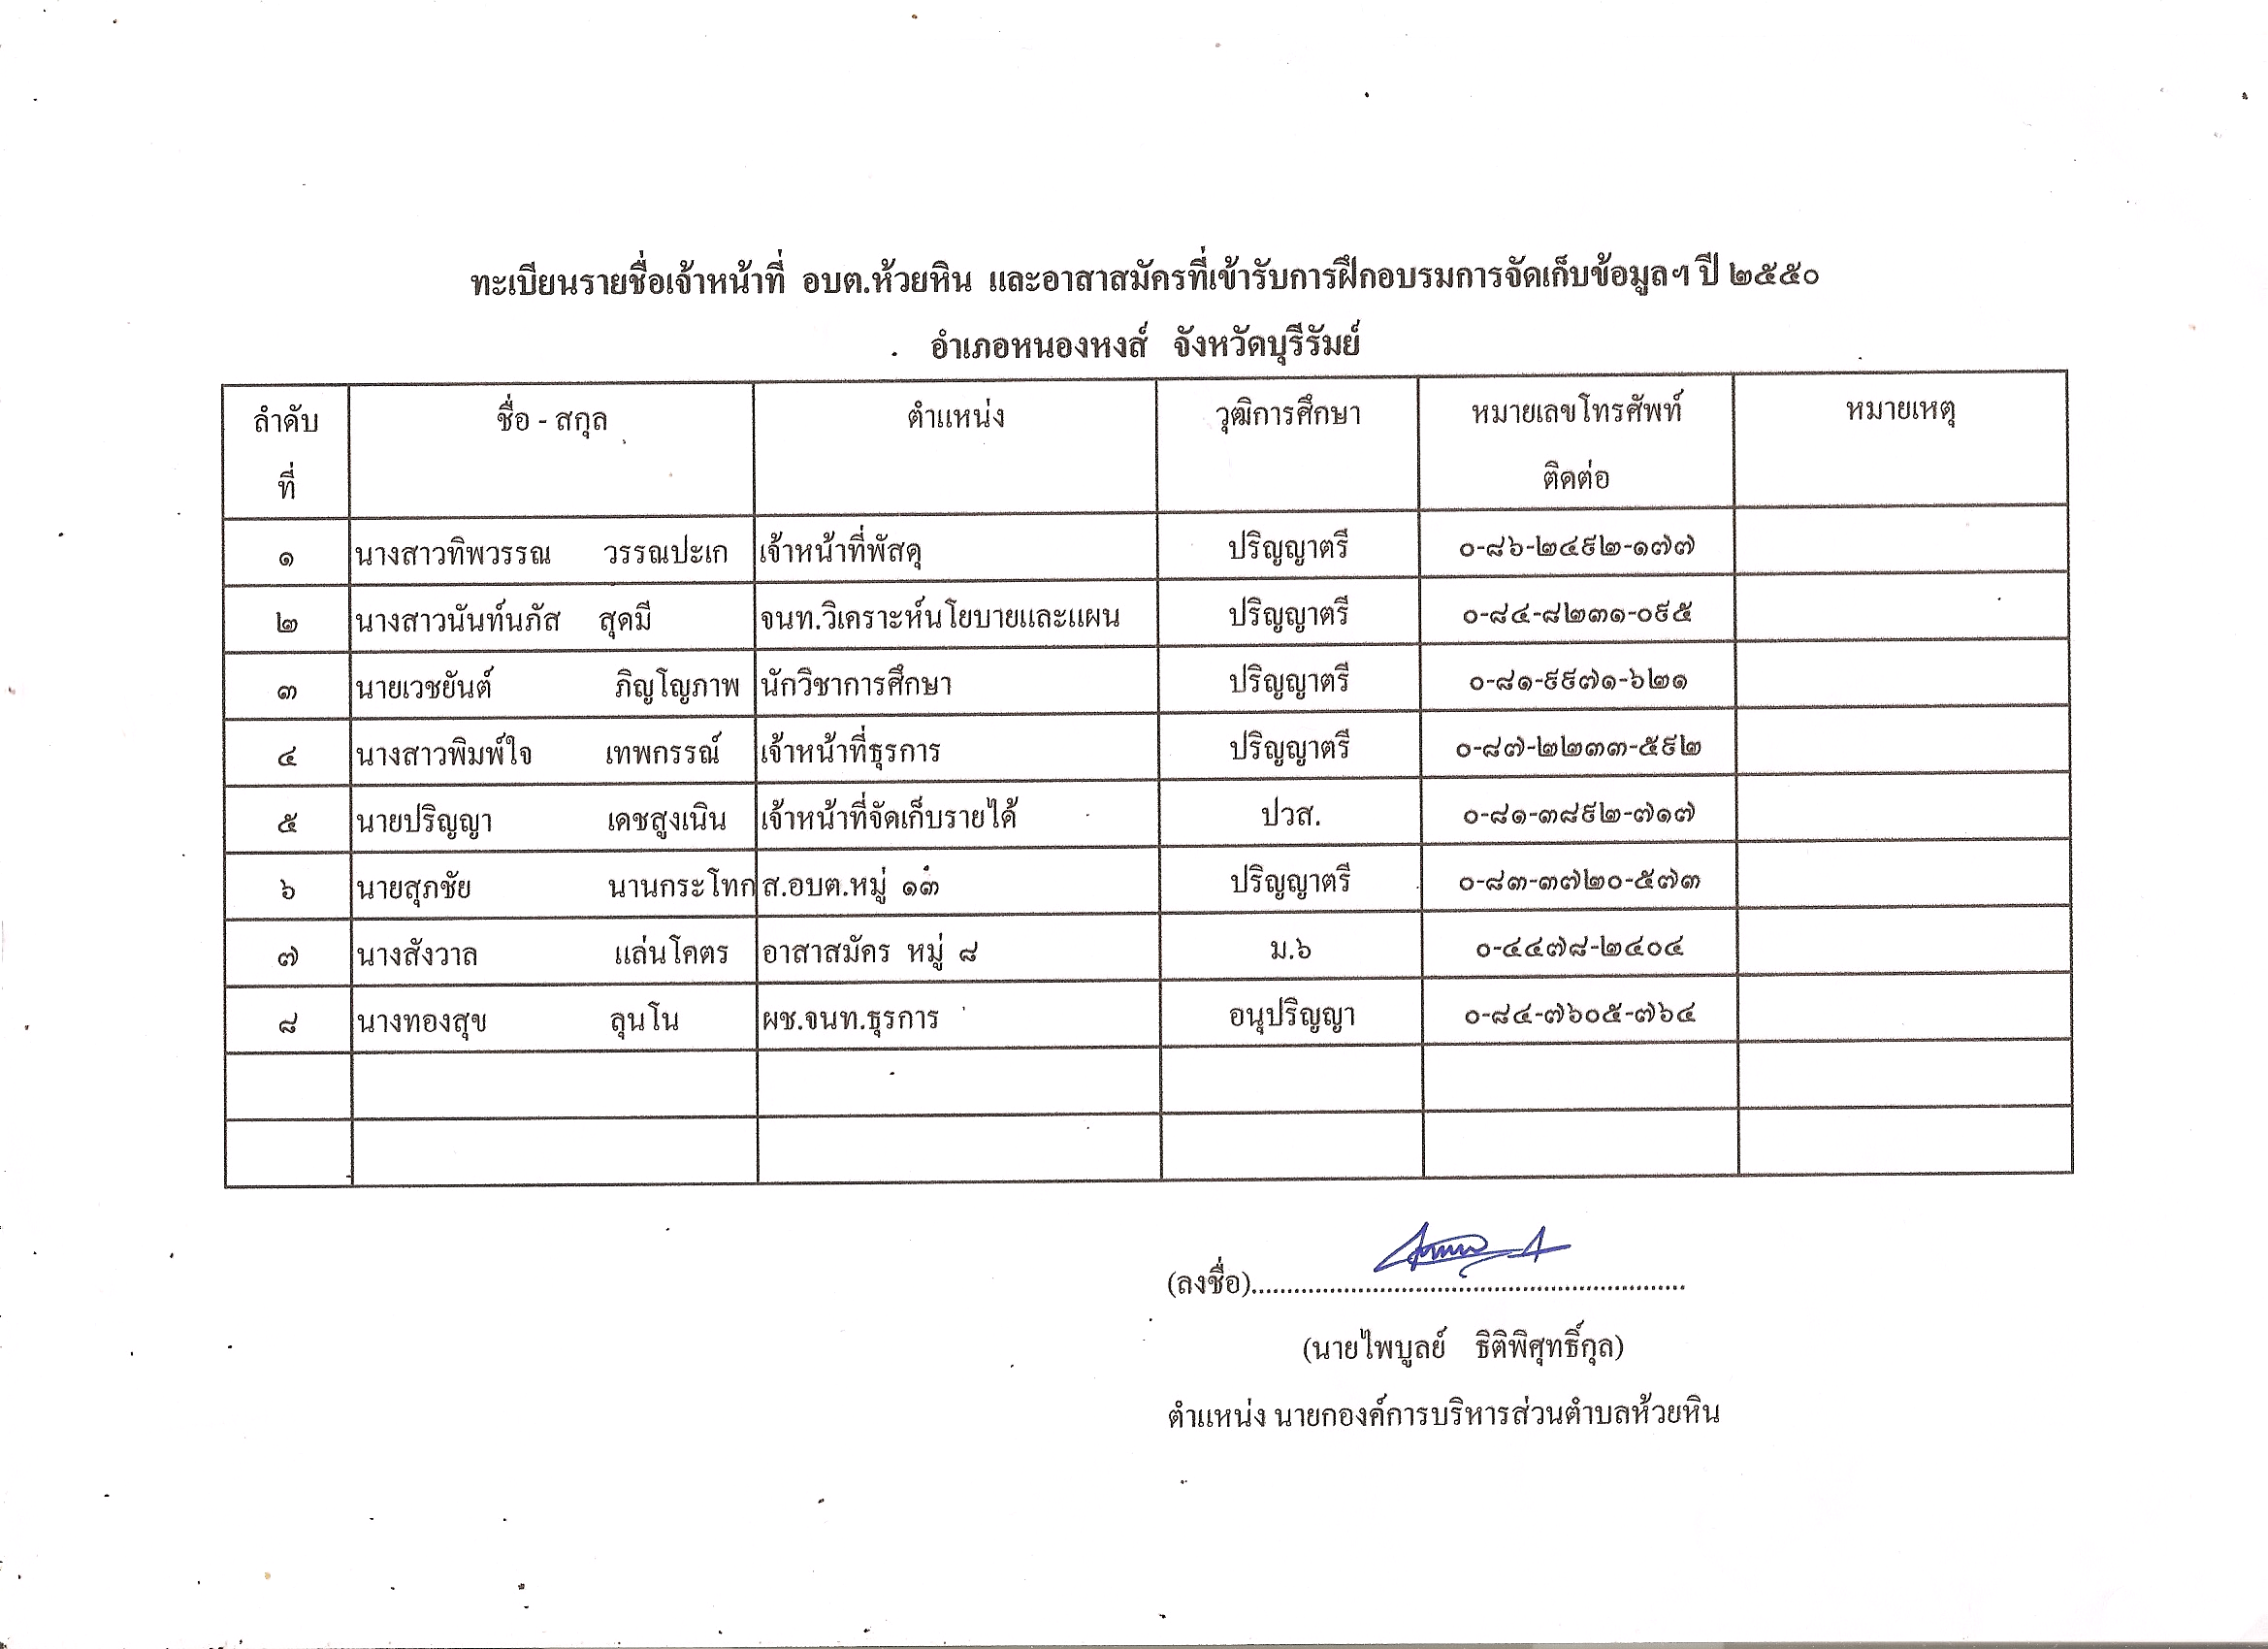 ทะเบียนรายชื่อเจ้าหน้าที่ อบต.ห้วยหิน และอาสาสมัครที่เข้ารับการฝึกอบรมการจัดเก็บข้อมูลฯ ปี ๒๕๕๐
อำเภอหนองหงส์ จังหวัดบุรีรัมย์
ลำดับที่ ชื่อ - สกุล ตำแหน่ง วุฒิการศึกษา หมายเลขโทรศัพท์ติดต่อ หมายเหตุ
๑ นางสาวทิพวรรณ วรรณปะเก เจ้าหน้าที่พัสดุ ปริญญาตรี ๐-๘๖-๒๔๙๒-๑๗๗
๒ นางสาวนันท์นภัส สุดมี จนท.วิเคราะห์นโยบายและแผน ปริญญาตรี ๐-๘๔-๘๒๓๑-๐๙๕
๓ นายเวชยันต์ ภิญโญภาพ นักวิชาการศึกษา ปริญญาตรี ๐-๘๑-๙๙๗๑-๖๒๑
๔ นางสาวพิมพ์ใจ เทพกรรณ์ เจ้าหน้าที่ธุรการ ปริญญาตรี ๐-๘๗-๒๒๓๓-๕๙๒
๕ นายปริญญา เดชสูงเนิน เจ้าหน้าที่จัดเก็บรายได้ ปวส. ๐-๘๑-๓๘๙๒-๗๑๗
๖ นายสุภชัย นานกระโทก ส.อบต.หมู่ ๑๓ ปริญญาตรี ๐-๘๓-๓๗๒๐-๕๗๓
๗ นางสังวาล แล่นโคตร อาสาสมัคร หมู่ ๘ ม.๖ ๐-๔๔๗๘-๒๔๐๔
๘ นางทองสุข ลุนโน ผช.จนท.ธุรการ อนุปริญญา ๐-๘๔-๗๖๐๕-๗๖๔
(ลงชื่อ)..............................................................
(นายไพบูลย์ ธิติพิศุทธิ์กุล)
ตำแหน่ง นายกองค์การบริหารส่วนตำบลห้วยหิน